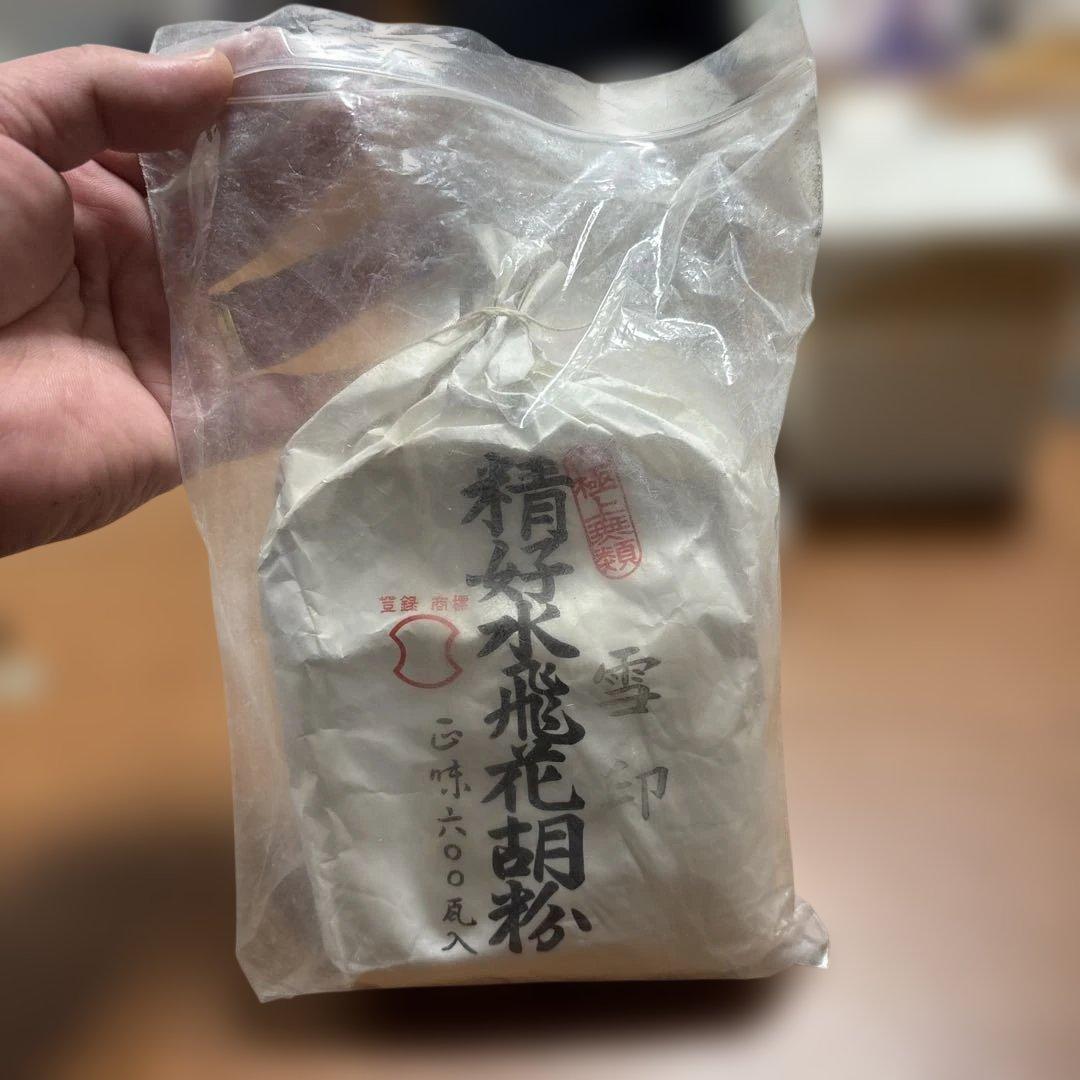 極上無類
精好水飛花胡粉
雪印
登録 商標
正味六〇〇瓦入